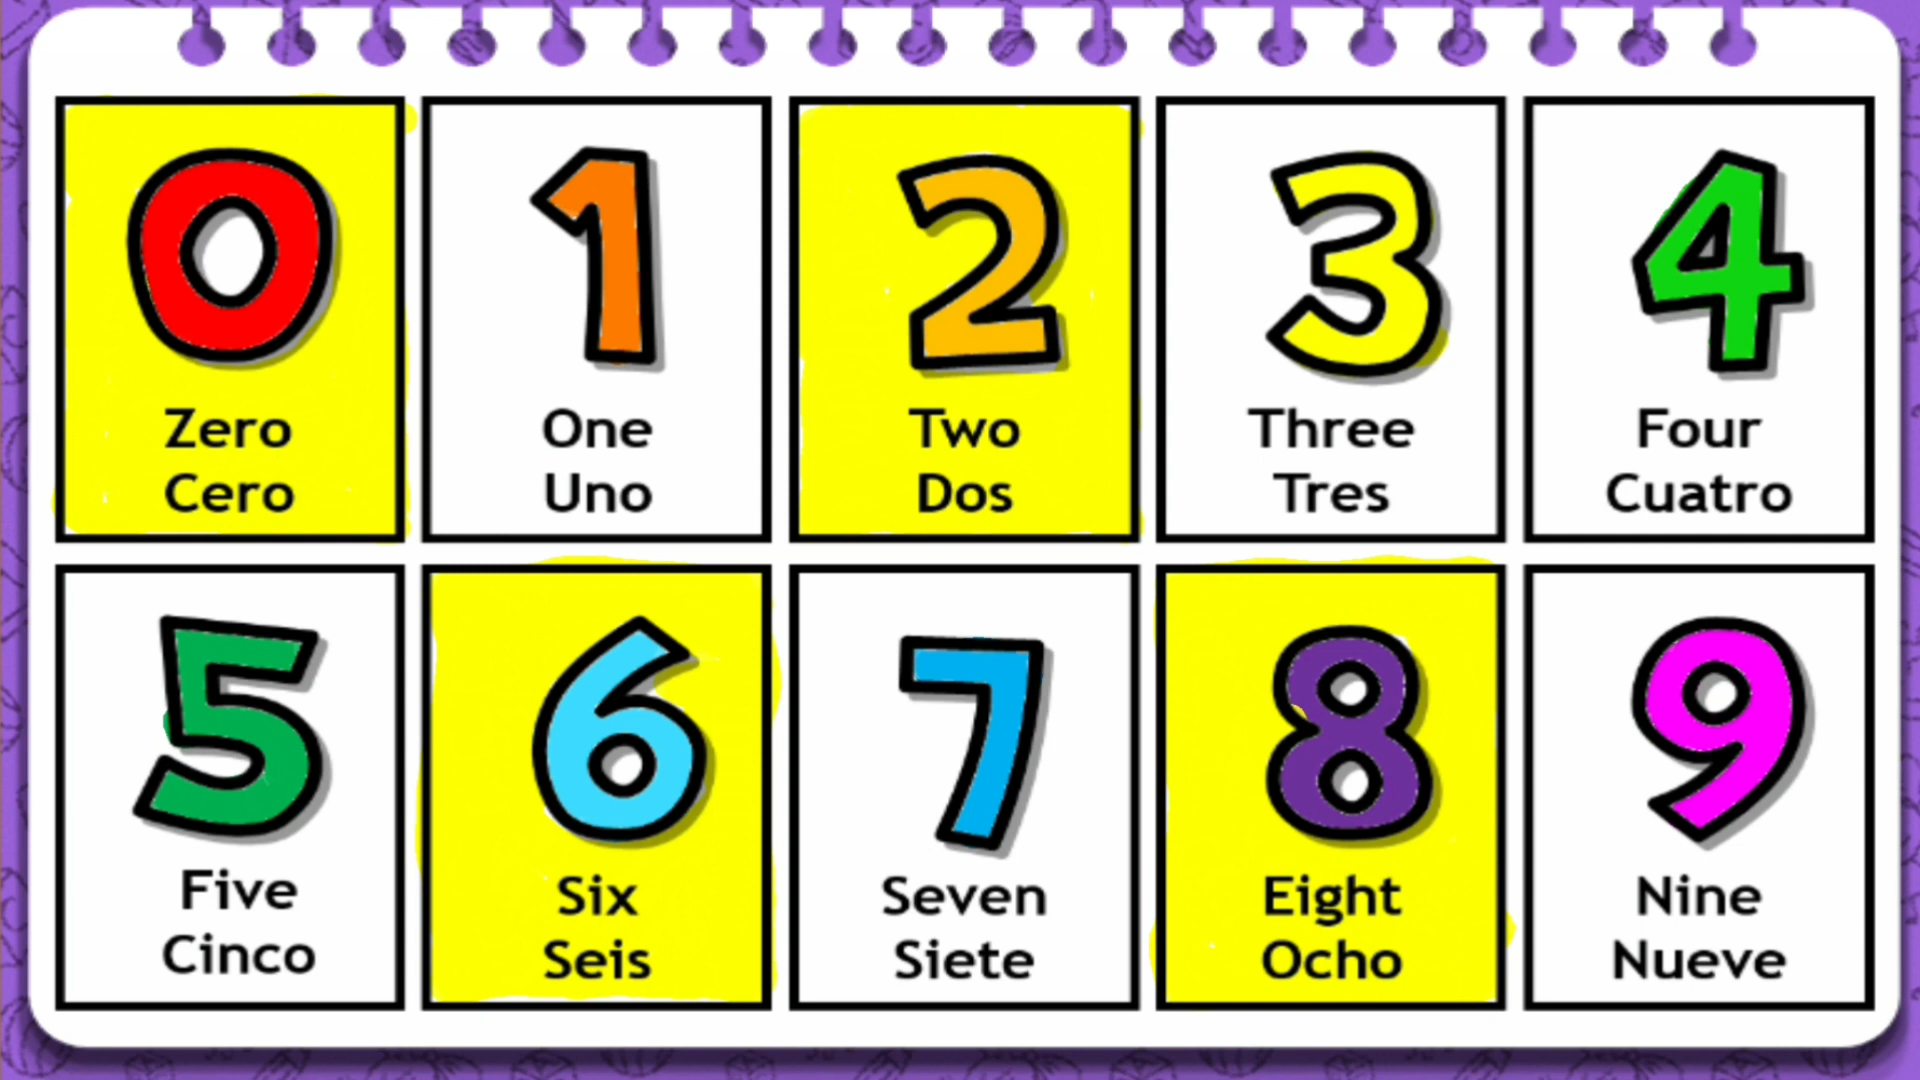 0
Zero
Cero
1
One
Uno
2
Two
Dos
3
Three
Tres
4
Four
Cuatro
5
Five
Cinco
6
Six
Seis
7
Seven
Siete
8
Eight
Ocho
9
Nine
Nueve